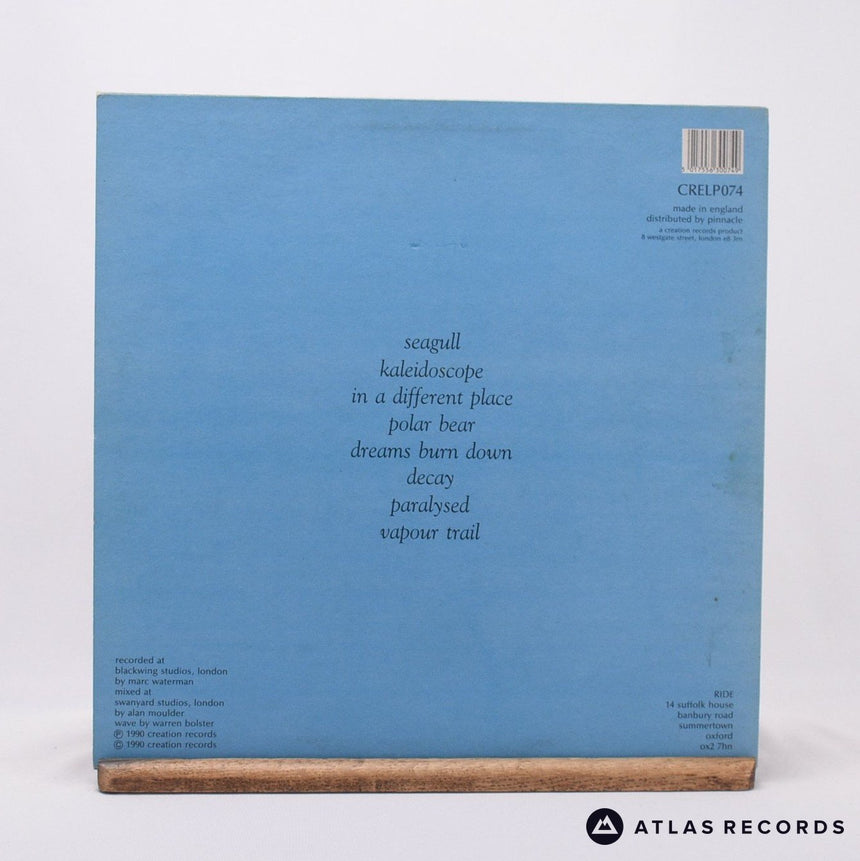 5 017556 300749
CRELP074
made in england
distributed by pinnacle
a creation records product
8 westgate street, london e8 3rn
seagull
kaleidoscope
in a different place
polar bear
dreams burn down
decay
paralysed
vapour trail
recorded at
blackwing studios, london
by marc waterman
mixed at
swanyard studios, london
by alan moulder
wave by warren bolster
℗ 1990 creation records
© 1990 creation records
RIDE
14 suffolk house
banbury road
summertown
oxford
ox2 7hn
ATLAS RECORDS